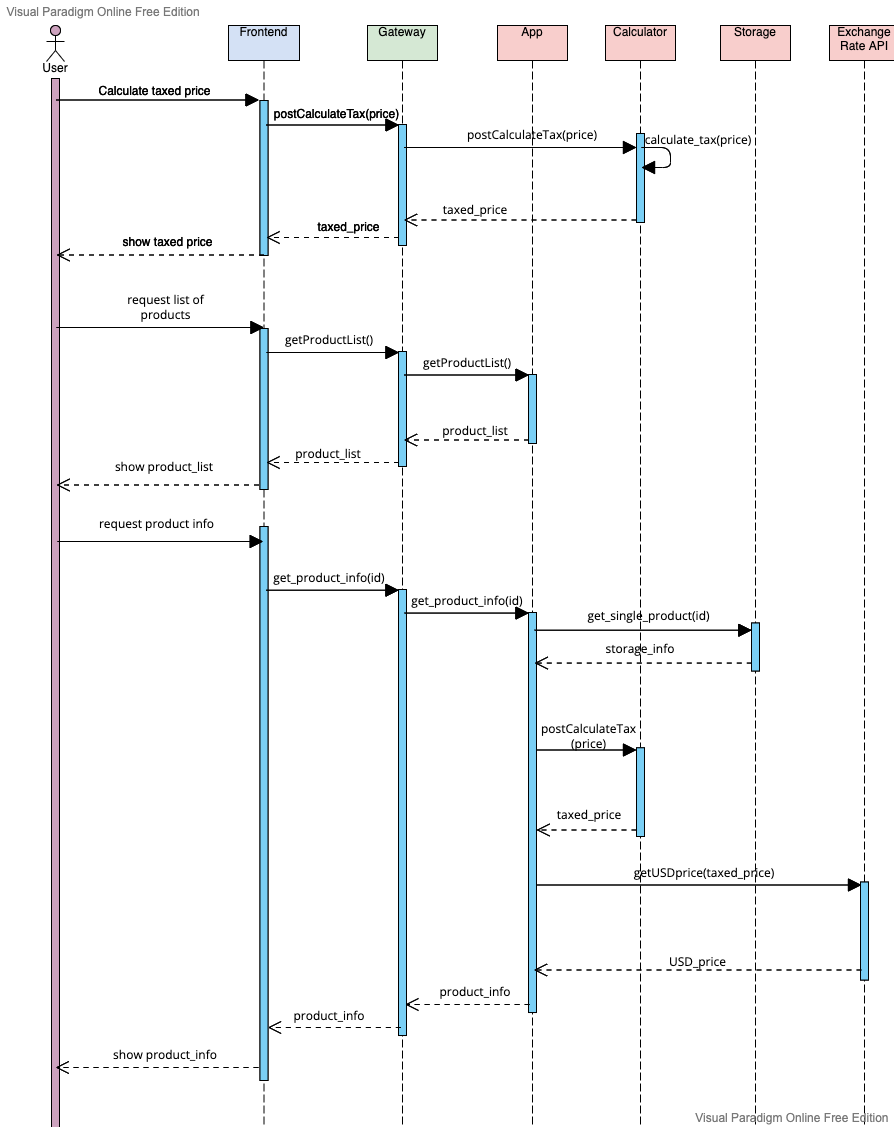 Visual Paradigm Online Free Edition
User
Frontend
Gateway
App
Calculator
Storage
Exchange
Rate API
Calculate taxed price
postCalculateTax(price)
postCalculateTax(price)
calculate_tax(price)
taxed_price
taxed_price
show taxed price
request list of
products
getProductList()
getProductList()
product_list
product_list
show product_list
request product info
get_product_info(id)
get_product_info(id)
get_single_product(id)
storage_info
postCalculateTax
(price)
taxed_price
getUSDprice(taxed_price)
USD_price
product_info
product_info
show product_info
Visual Paradigm Online Free Edition